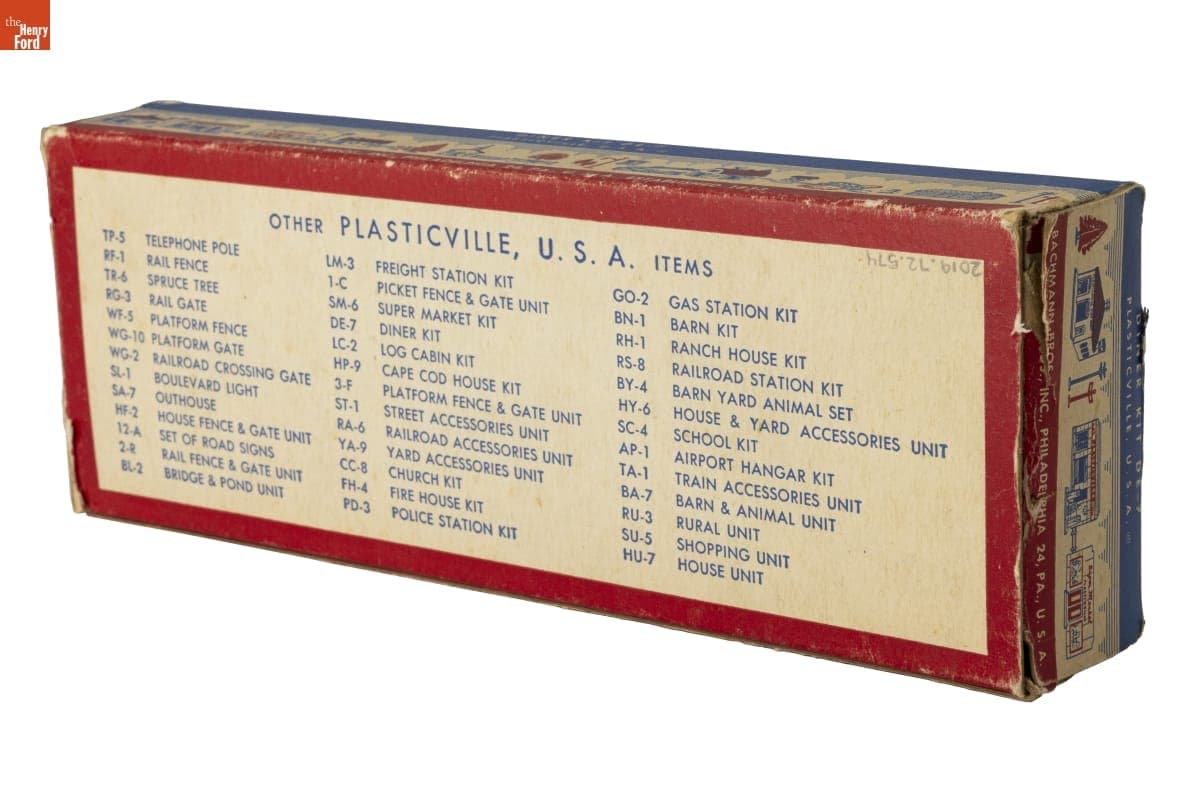 the
Henry
Ford
OTHER PLASTICVILLE, U. S. A. ITEMS
TP-5 TELEPHONE POLE
RF-1 RAIL FENCE
TR-6 SPRUCE TREE
RG-3 RAIL GATE
WF-5 PLATFORM FENCE
WG-10 PLATFORM GATE
WG-2 RAILROAD CROSSING GATE
SL-1 BOULEVARD LIGHT
SA-7 OUTHOUSE
HF-2 HOUSE FENCE & GATE UNIT
12-A SET OF ROAD SIGNS
2-R RAIL FENCE & GATE UNIT
BL-2 BRIDGE & POND UNIT
LM-3 FREIGHT STATION KIT
1-C PICKET FENCE & GATE UNIT
SM-6 SUPER MARKET KIT
DE-7 DINER KIT
LC-2 LOG CABIN KIT
HP-9 CAPE COD HOUSE KIT
3-F PLATFORM FENCE & GATE UNIT
ST-1 STREET ACCESSORIES UNIT
RA-6 RAILROAD ACCESSORIES UNIT
YA-9 YARD ACCESSORIES UNIT
CC-8 CHURCH KIT
FH-4 FIRE HOUSE KIT
PD-3 POLICE STATION KIT
GO-2 GAS STATION KIT
BN-1 BARN KIT
RH-1 RANCH HOUSE KIT
RS-8 RAILROAD STATION KIT
BY-4 BARN YARD ANIMAL SET
HY-6 HOUSE & YARD ACCESSORIES UNIT
SC-4 SCHOOL KIT
AP-1 AIRPORT HANGAR KIT
TA-1 TRAIN ACCESSORIES UNIT
BA-7 BARN & ANIMAL UNIT
RU-3 RURAL UNIT
SU-5 SHOPPING UNIT
HU-7 HOUSE UNIT
2019.72.574
DINER KIT DE-7
PLASTICVILLE, U. S. A.
BACHMANN BROS., INC., PHILADELPHIA 24, PA., U. S. A.